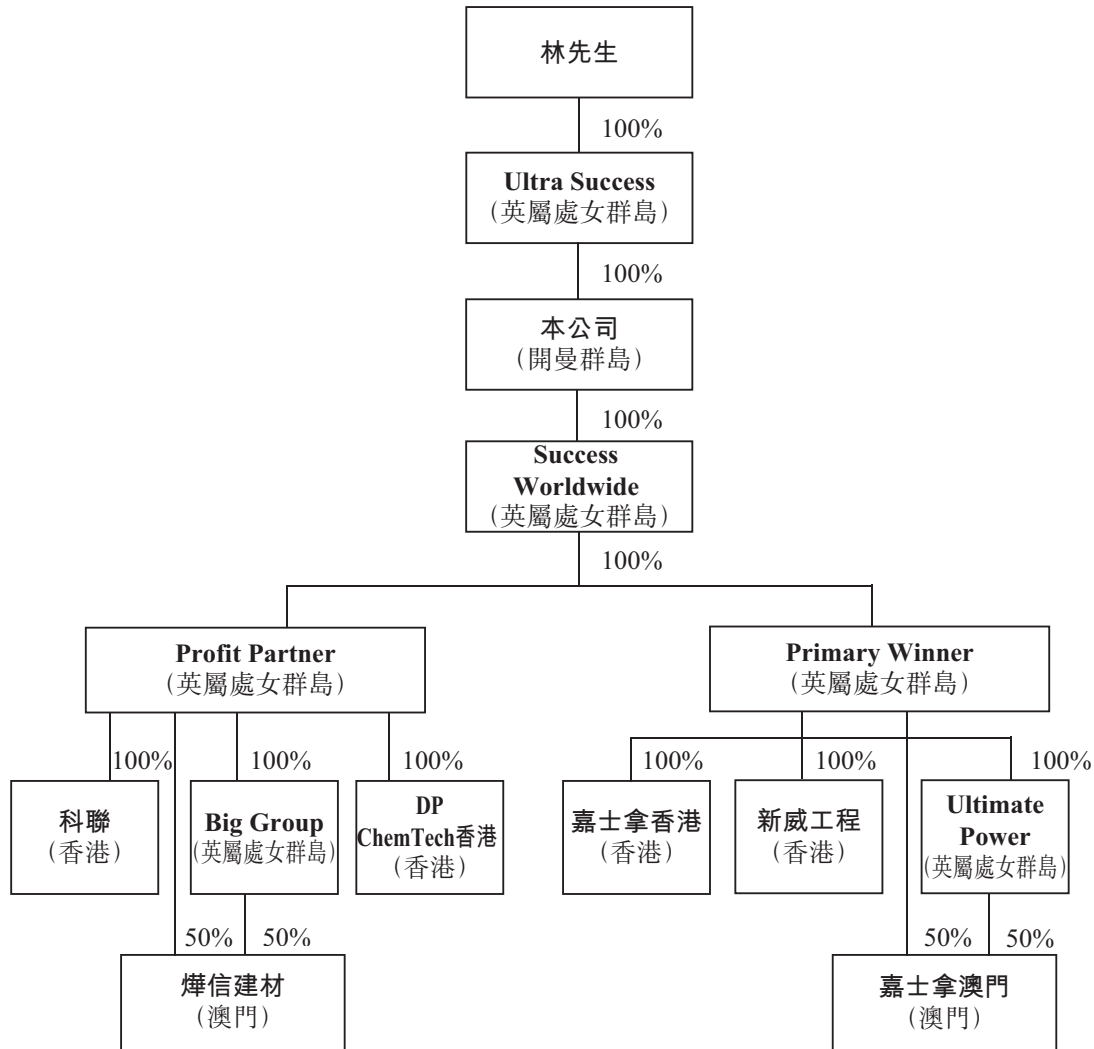 林先生
100%
Ultra Success
(英屬處女群島)
100%
本公司
(開曼群島)
100%
Success
Worldwide
(英屬處女群島)
100%
Profit Partner
(英屬處女群島)
Primary Winner
(英屬處女群島)
100%
100%
100%
100%
100%
100%
科聯
(香港)
Big Group
(英屬處女群島)
DP
ChemTech香港
(香港)
嘉士拿香港
(香港)
新威工程
(香港)
Ultimate
Power
(英屬處女群島)
50%
50%
50%
50%
燁信建材
(澳門)
嘉士拿澳門
(澳門)